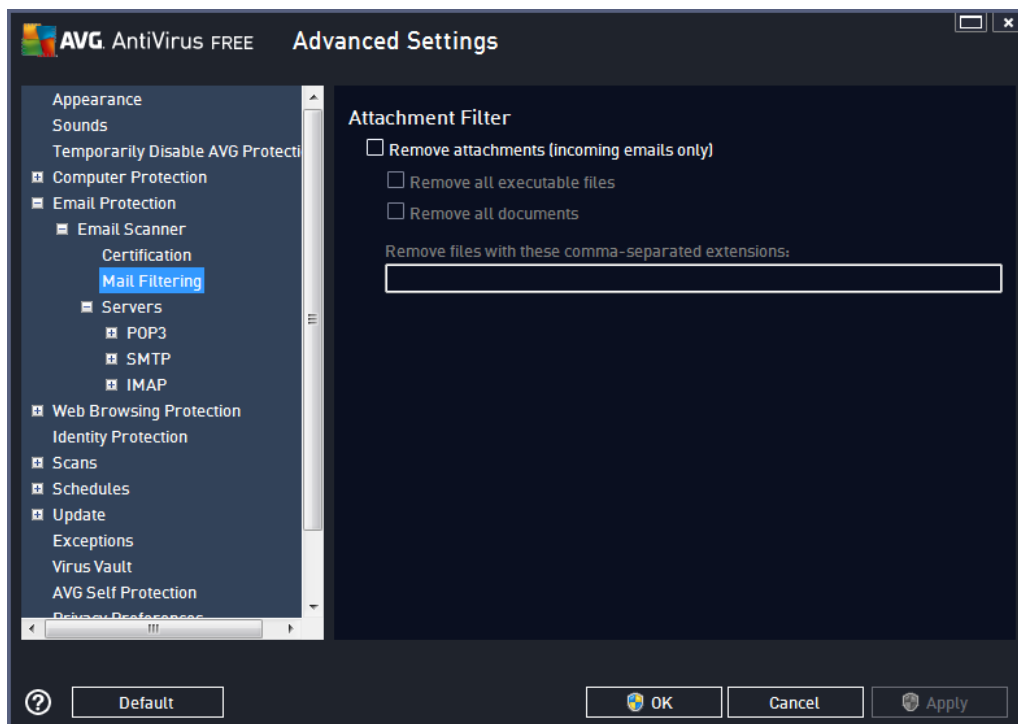 AVG. AntiVirus FREE Advanced Settings
Appearance
Sounds
Temporarily Disable AVG Protecti
Computer Protection
Email Protection
Email Scanner
Certification
Mail Filtering
Servers
POP3
SMTP
IMAP
Web Browsing Protection
Identity Protection
Scans
Schedules
Update
Exceptions
Virus Vault
AVG Self Protection
Privacy Preferences
Attachment Filter
Remove attachments (incoming emails only)
Remove all executable files
Remove all documents
Remove files with these comma-separated extensions:
? Default OK Cancel Apply